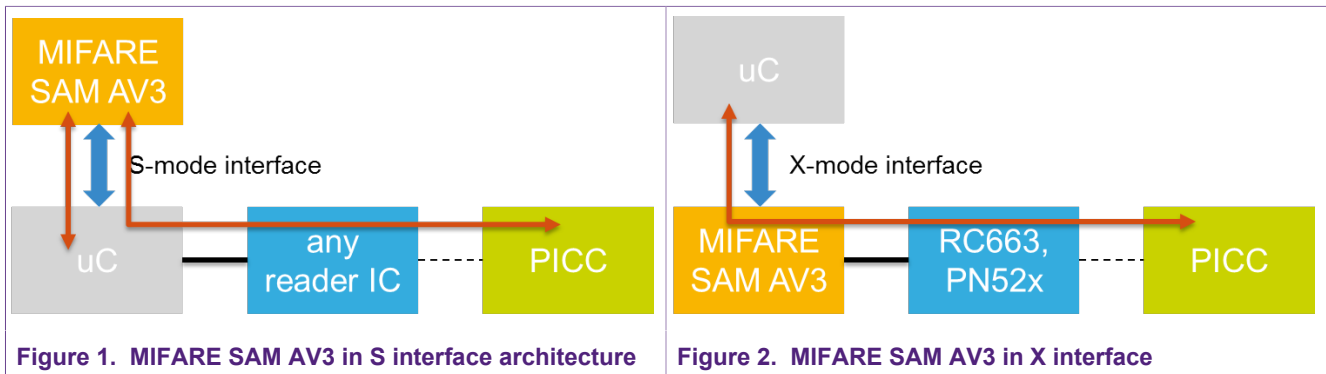 MIFARE
SAM AV3
S-mode interface
uC
any
reader IC
PICC
Figure 1. MIFARE SAM AV3 in S interface architecture
uC
X-mode interface
MIFARE
SAM AV3
RC663,
PN52x
PICC
Figure 2. MIFARE SAM AV3 in X interface